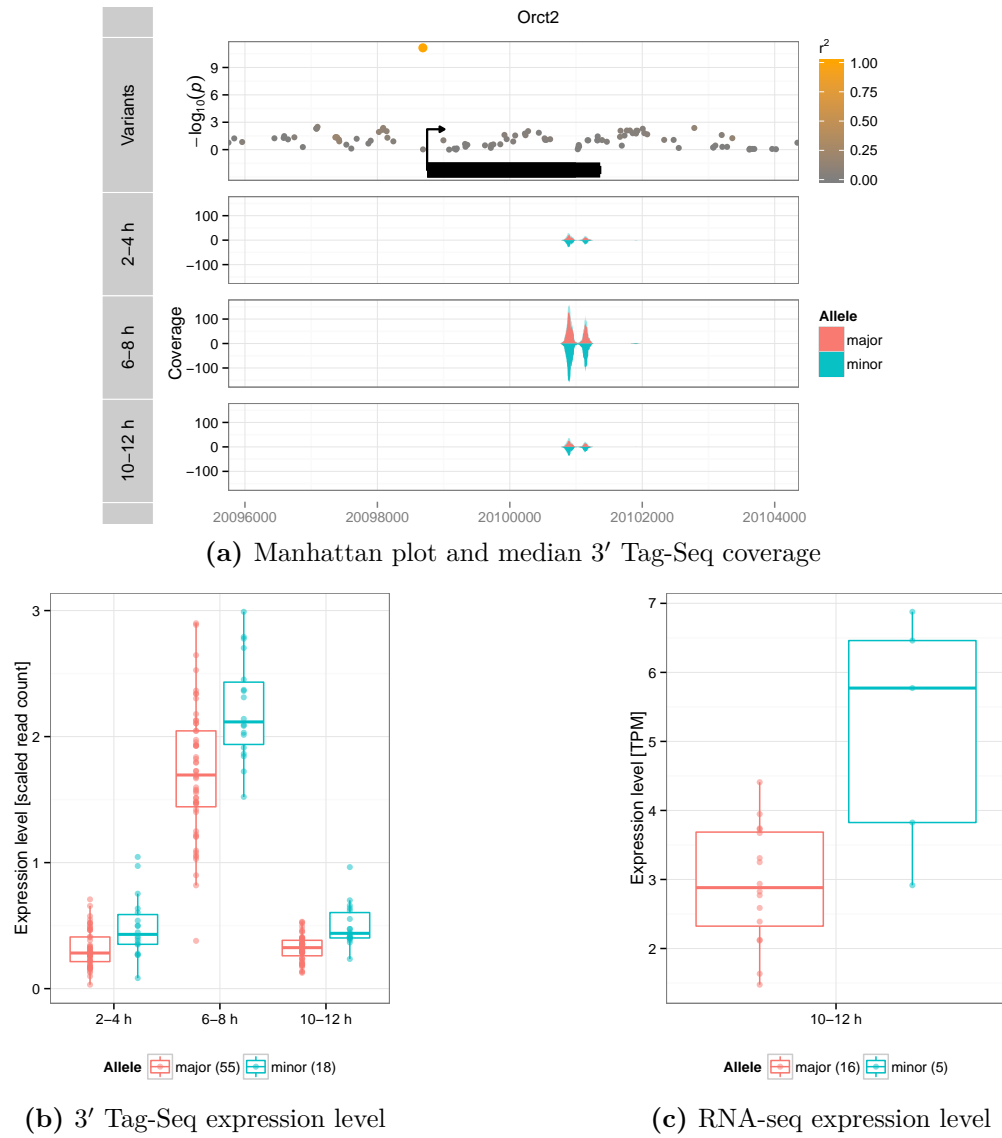 Orct2
Variants
−log10(p)
9
6
3
0
r2
1.00
0.75
0.50
0.25
0.00
2−4 h
100
0
−100
6−8 h
Coverage
100
0
−100
Allele
major
minor
10−12 h
100
0
−100
20096000 20098000 20100000 20102000 20104000
(a) Manhattan plot and median 3′ Tag-Seq coverage
Expression level [scaled read count]
3
2
1
0
2−4 h 6−8 h 10−12 h
Allele major (55) minor (18)
(b) 3′ Tag-Seq expression level
Expression level [TPM]
7
6
5
4
3
2
10−12 h
Allele major (16) minor (5)
(c) RNA-seq expression level